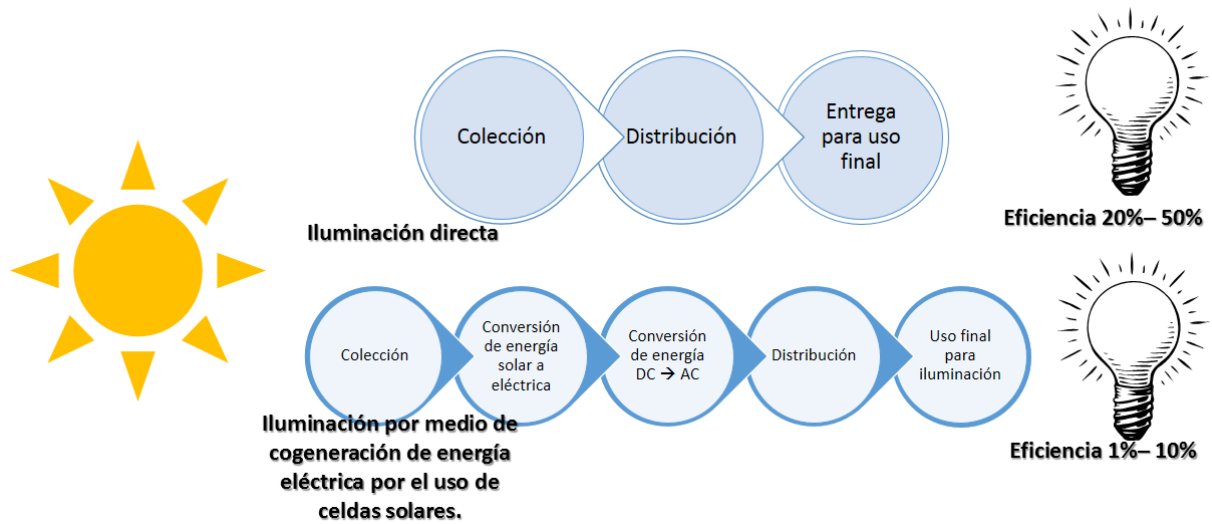 Colección
Distribución
Entrega
para uso
final
Iluminación directa
Eficiencia 20%– 50%
Colección
Conversión
de energía
solar a
eléctrica
Conversión
de energía
DC → AC
Distribución
Uso final
para
iluminación
Iluminación por medio de
cogeneración de energía
eléctrica por el uso de
celdas solares.
Eficiencia 1%– 10%